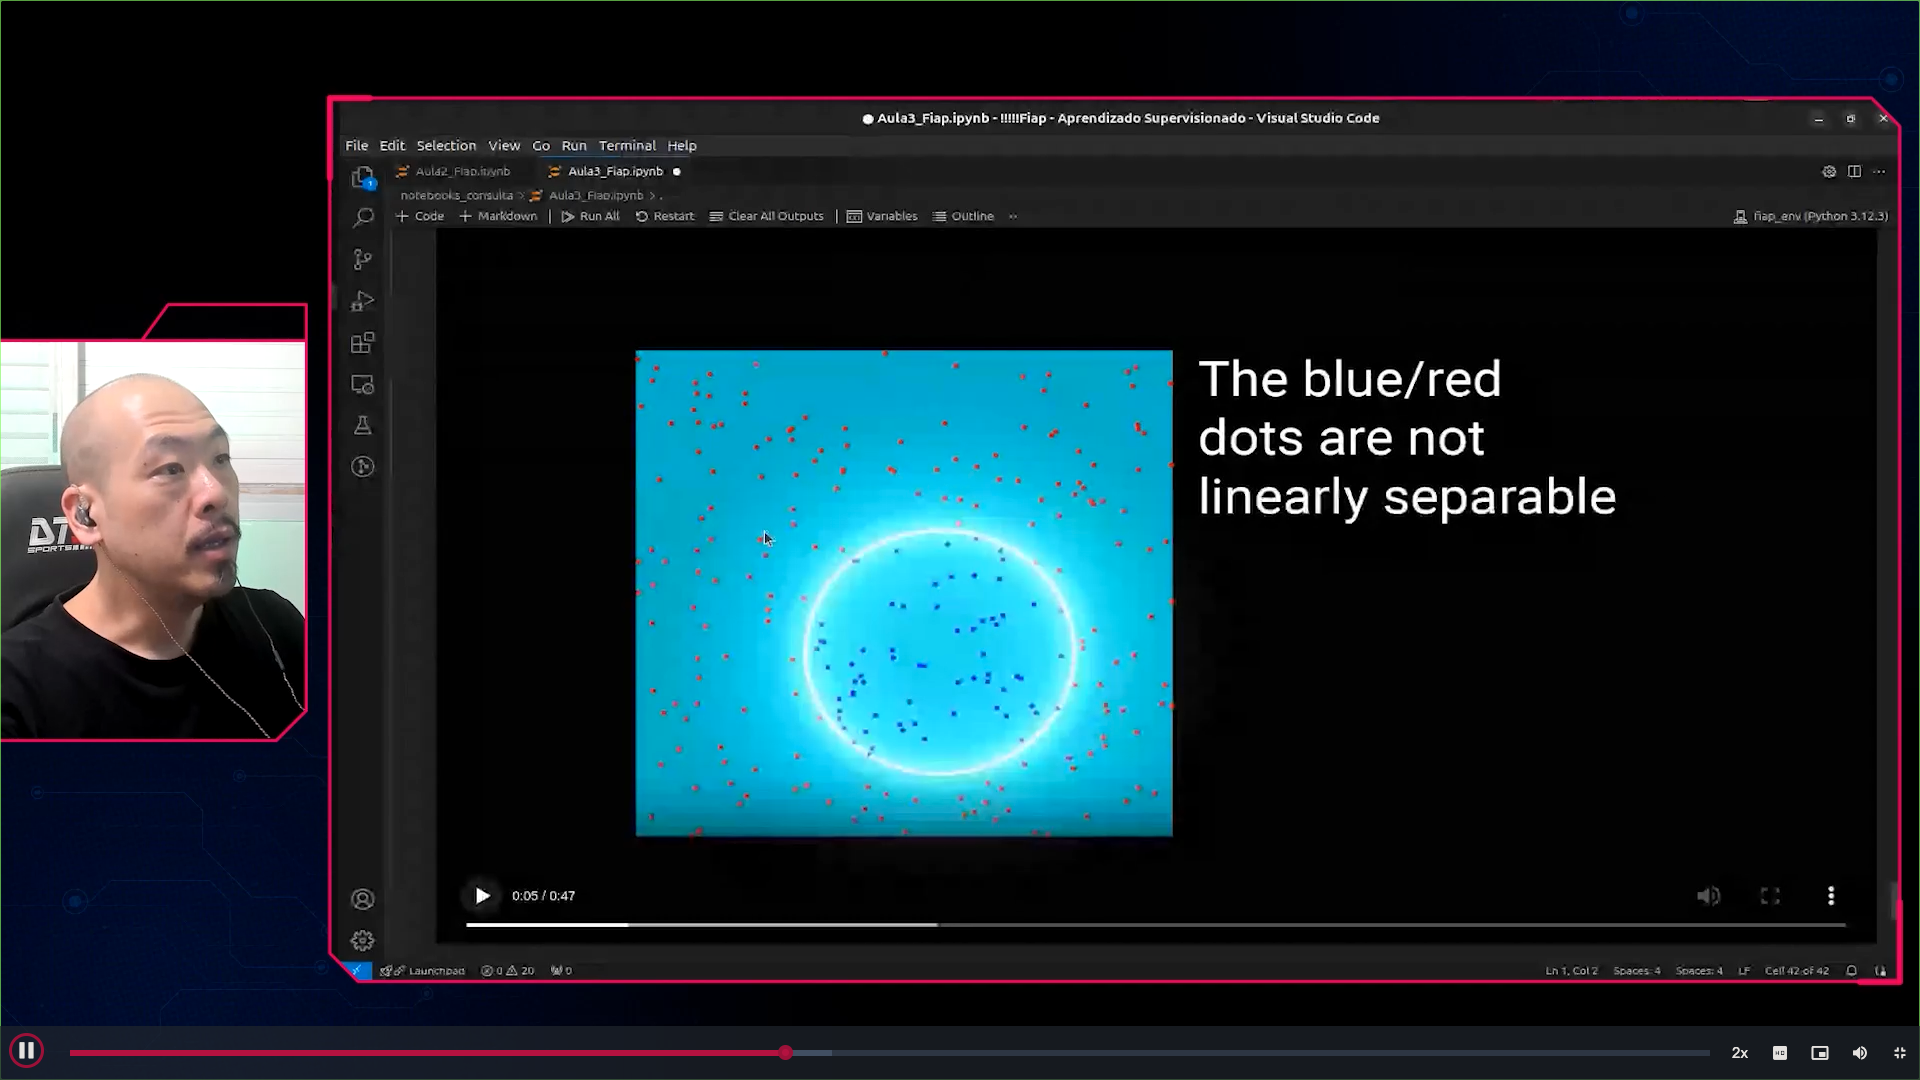 Aula3_Fiap.ipynb - !!!!!Fiap - Aprendizado Supervisionado - Visual Studio Code
File Edit Selection View Go Run Terminal Help
Aula2_Fiap.ipynb Aula3_Fiap.ipynb
notebooks_consulta > Aula3_Fiap.ipynb > .
+ Code + Markdown | Run All Restart Clear All Outputs | Variables Outline ...
fiap_env (Python 3.12.3)
The blue/red
dots are not
linearly separable
DT
SPORTS
0:05 / 0:47
Launchpad 0 20 0
Ln 1, Col 2 Spaces: 4 Spaces: 4 LF Cell 42 of 42
2x HD